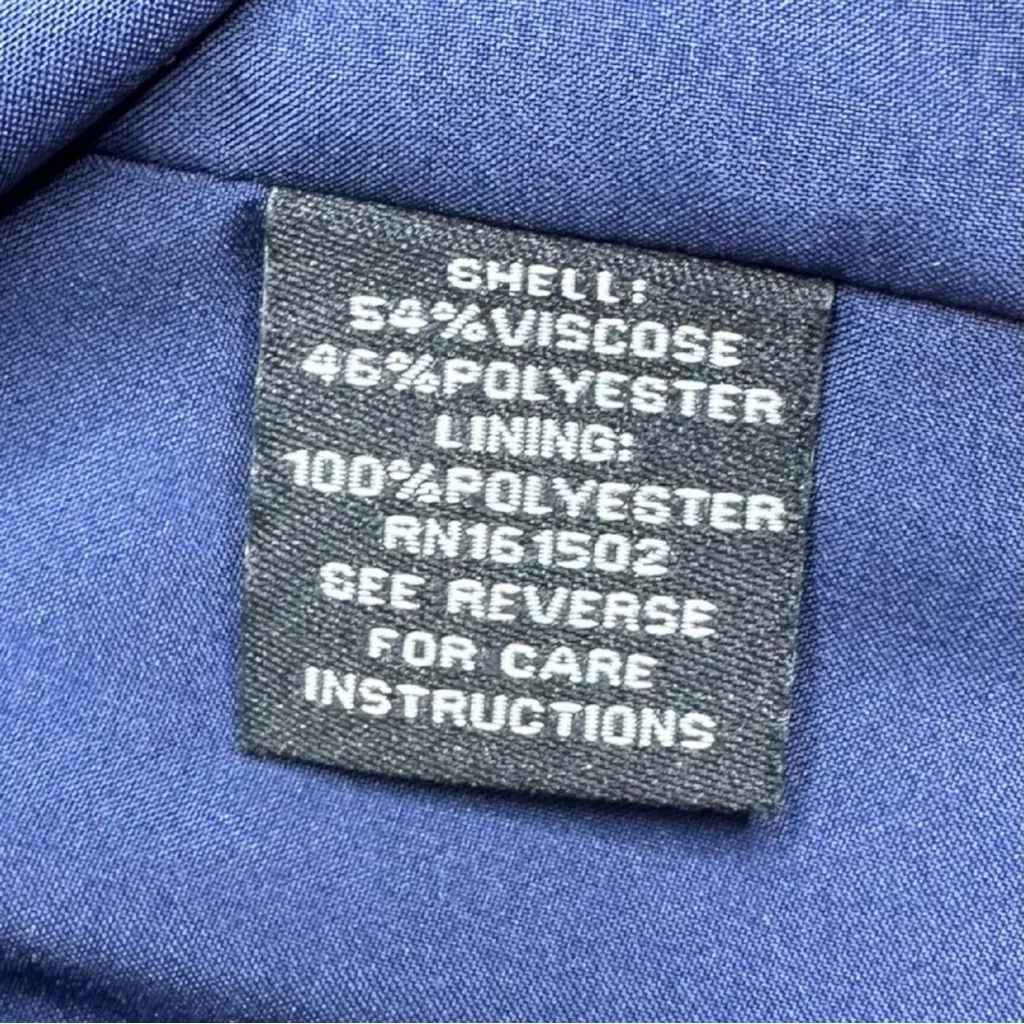 SHELL:
54%VISCOSE
46%POLYESTER
LINING:
100%POLYESTER
RN161502
SEE REVERSE
FOR CARE
INSTRUCTIONS